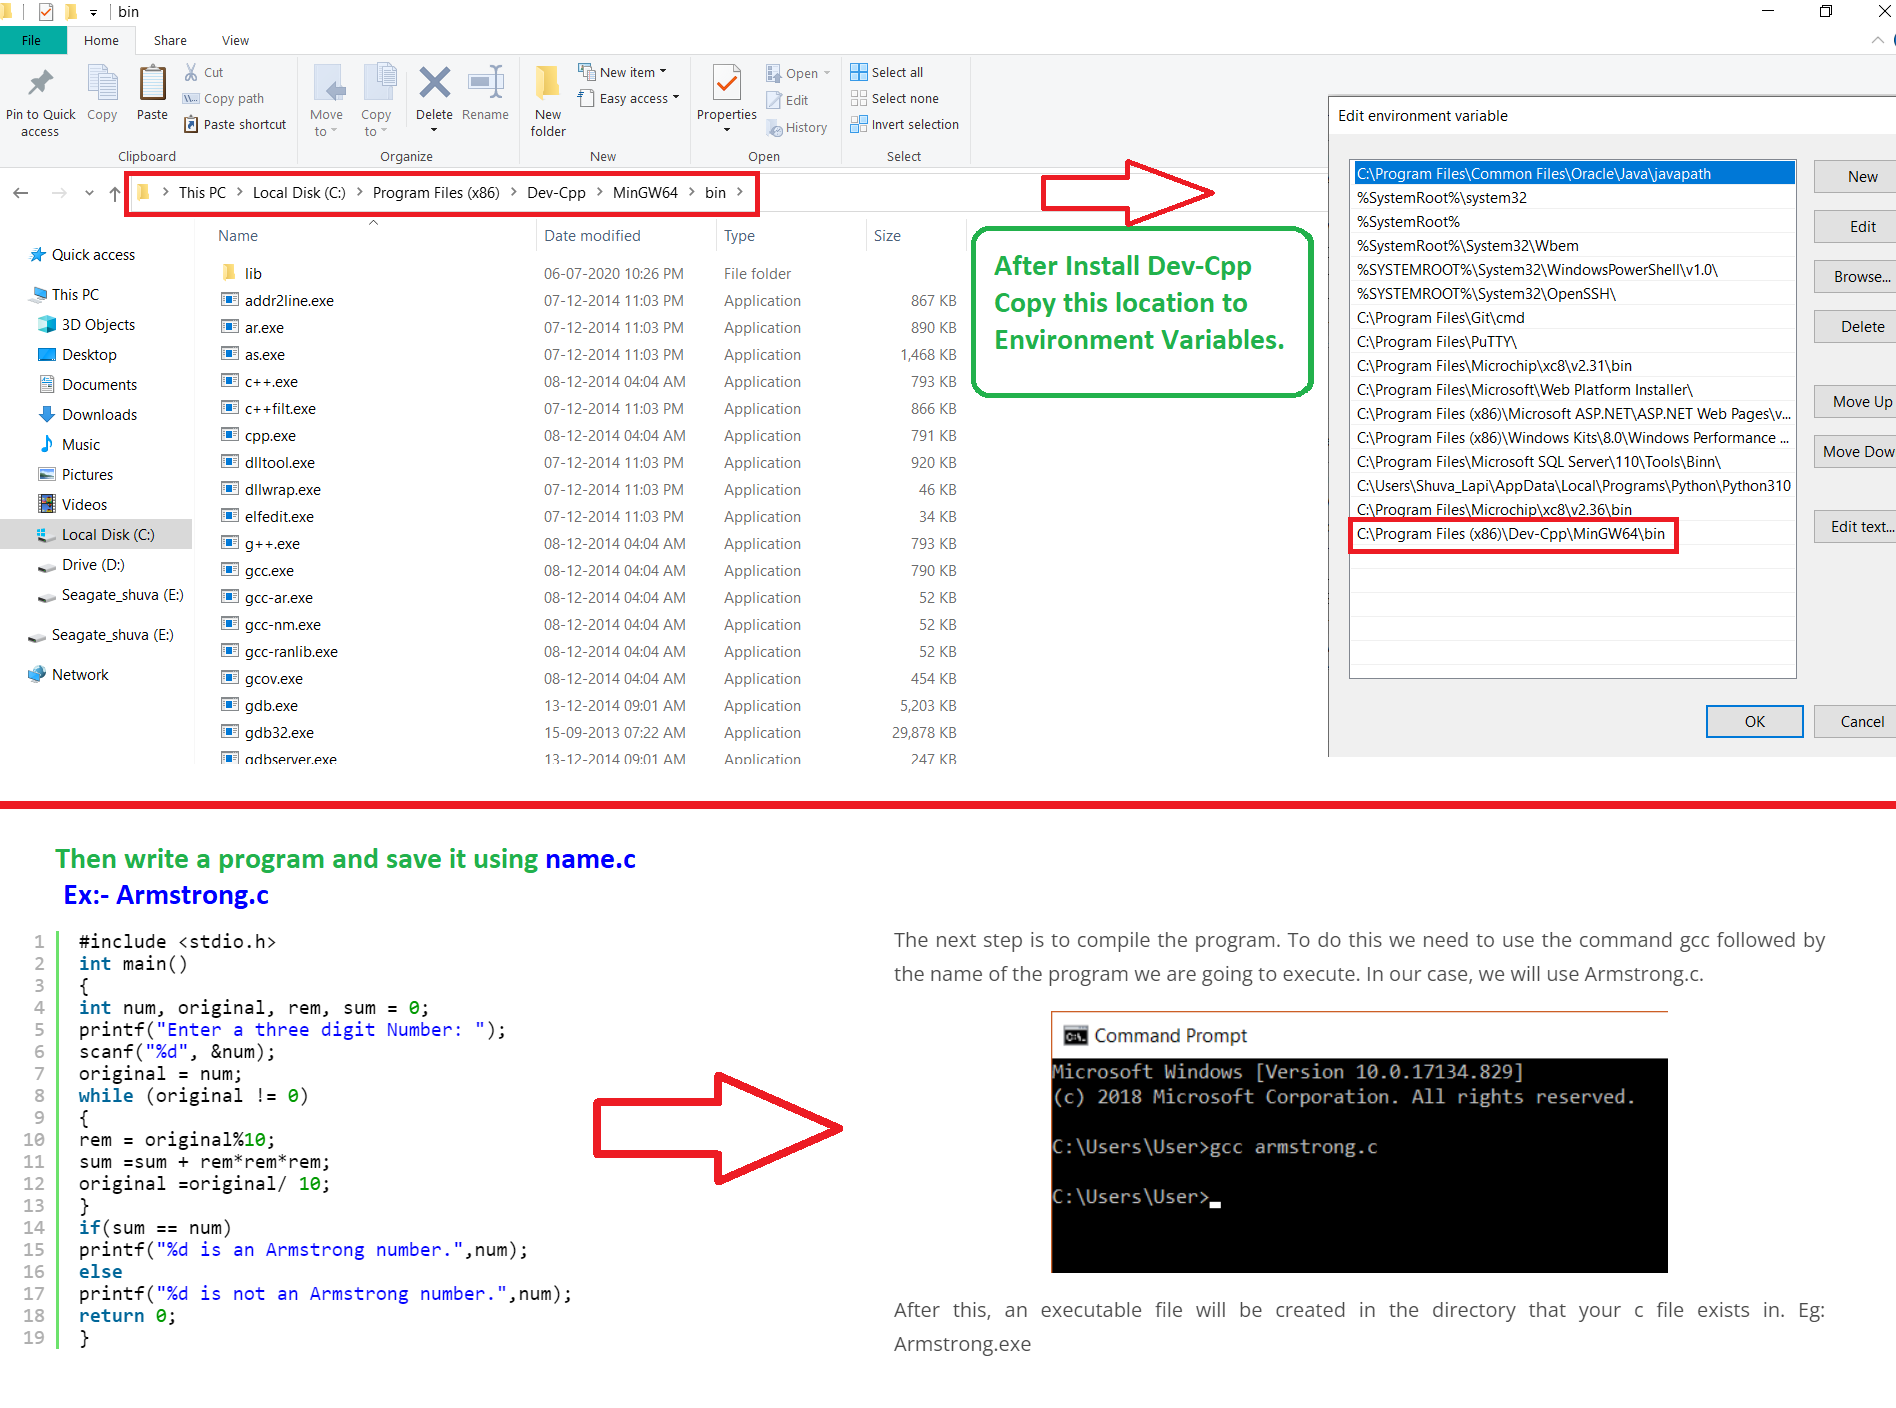 bin
File
Home
Share
View
Pin to Quick access
Copy
Paste
Cut
Copy path
Paste shortcut
Clipboard
Move to
Copy to
Delete
Rename
Organize
New folder
New item
Easy access
New
Properties
Open
Edit
History
Open
Select all
Select none
Invert selection
Select
This PC > Local Disk (C:) > Program Files (x86) > Dev-Cpp > MinGW64 > bin >
Quick access
This PC
3D Objects
Desktop
Documents
Downloads
Music
Pictures
Videos
Local Disk (C:)
Drive (D:)
Seagate_shuva (E:)
Seagate_shuva (E:)
Network
Name Date modified Type Size
lib 06-07-2020 10:26 PM File folder
addr2line.exe 07-12-2014 11:03 PM Application 867 KB
ar.exe 07-12-2014 11:03 PM Application 890 KB
as.exe 07-12-2014 11:03 PM Application 1,468 KB
c++.exe 08-12-2014 04:04 AM Application 793 KB
c++filt.exe 07-12-2014 11:03 PM Application 866 KB
cpp.exe 08-12-2014 04:04 AM Application 791 KB
dlltool.exe 07-12-2014 11:03 PM Application 920 KB
dllwrap.exe 07-12-2014 11:03 PM Application 46 KB
elfedit.exe 07-12-2014 11:03 PM Application 34 KB
g++.exe 08-12-2014 04:04 AM Application 793 KB
gcc.exe 08-12-2014 04:04 AM Application 790 KB
gcc-ar.exe 08-12-2014 04:04 AM Application 52 KB
gcc-nm.exe 08-12-2014 04:04 AM Application 52 KB
gcc-ranlib.exe 08-12-2014 04:04 AM Application 52 KB
gcov.exe 08-12-2014 04:04 AM Application 454 KB
gdb.exe 13-12-2014 09:01 AM Application 5,203 KB
gdb32.exe 15-09-2013 07:22 AM Application 29,878 KB
gdbserver.exe 13-12-2014 09:01 AM Application 247 KB
After Install Dev-Cpp
Copy this location to
Environment Variables.
Edit environment variable
C:\Program Files\Common Files\Oracle\Java\javapath
%SystemRoot%\system32
%SystemRoot%
%SystemRoot%\System32\Wbem
%SYSTEMROOT%\System32\WindowsPowerShell\v1.0\
%SYSTEMROOT%\System32\OpenSSH\
C:\Program Files\Git\cmd
C:\Program Files\PuTTY\
C:\Program Files\Microchip\xc8\v2.31\bin
C:\Program Files\Microsoft\Web Platform Installer\
C:\Program Files (x86)\Microsoft ASP.NET\ASP.NET Web Pages\v...
C:\Program Files (x86)\Windows Kits\8.0\Windows Performance ...
C:\Program Files\Microsoft SQL Server\110\Tools\Binn\
C:\Users\Shuva_Lapi\AppData\Local\Programs\Python\Python310
C:\Program Files\Microchip\xc8\v2.36\bin
C:\Program Files (x86)\Dev-Cpp\MinGW64\bin
New
Edit
Browse...
Delete
Move Up
Move Dow
Edit text...
OK
Cancel
Then write a program and save it using name.c
Ex:- Armstrong.c
1 #include <stdio.h>
2 int main()
3 {
4 int num, original, rem, sum = 0;
5 printf("Enter a three digit Number: ");
6 scanf("%d", &num);
7 original = num;
8 while (original != 0)
9 {
10 rem = original%10;
11 sum =sum + rem*rem*rem;
12 original =original/ 10;
13 }
14 if(sum == num)
15 printf("%d is an Armstrong number.",num);
16 else
17 printf("%d is not an Armstrong number.",num);
18 return 0;
19 }
The next step is to compile the program. To do this we need to use the command gcc followed by
the name of the program we are going to execute. In our case, we will use Armstrong.c.
Command Prompt
Microsoft Windows [Version 10.0.17134.829]
(c) 2018 Microsoft Corporation. All rights reserved.
C:\Users\User>gcc armstrong.c
C:\Users\User>
After this, an executable file will be created in the directory that your c file exists in. Eg:
Armstrong.exe